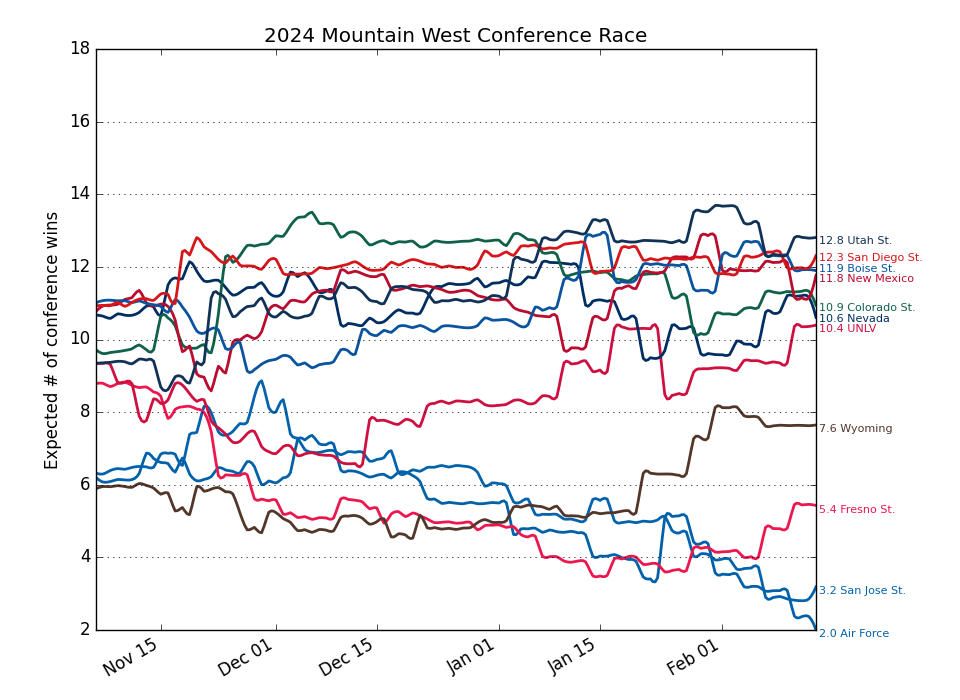 2024 Mountain West Conference Race
Expected # of conference wins
18
16
14
12
10
8
6
4
2
12.8 Utah St.
12.3 San Diego St.
11.9 Boise St.
11.8 New Mexico
10.9 Colorado St.
10.6 Nevada
10.4 UNLV
7.6 Wyoming
5.4 Fresno St.
3.2 San Jose St.
2.0 Air Force
Nov 15
Dec 01
Dec 15
Jan 01
Jan 15
Feb 01